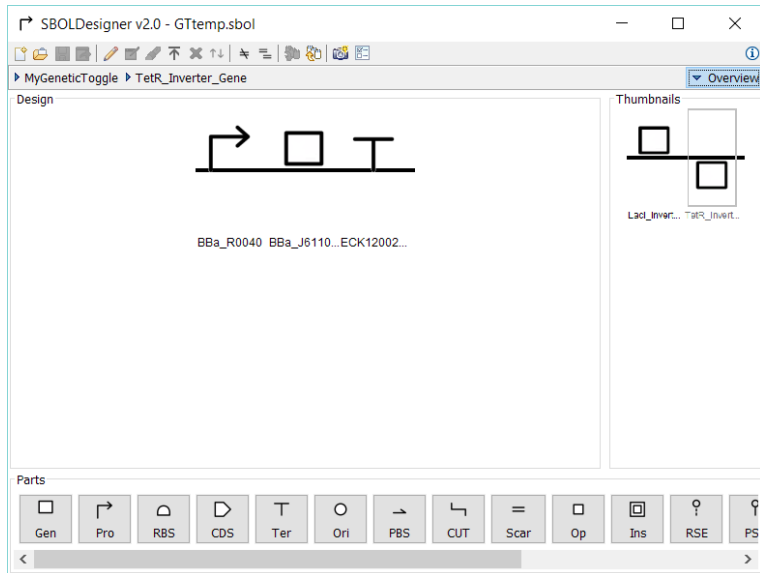 SBOLDesigner v2.0 - GTtemp.sbol
MyGeneticToggle TetR_Inverter_Gene Overview
Design
Thumbnails
LacI_Inver... TetR_Invert...
BBa_R0040 BBa_J6110...ECK12002...
Parts
Gen Pro RBS CDS Ter Ori PBS CUT Scar Op Ins RSE PS